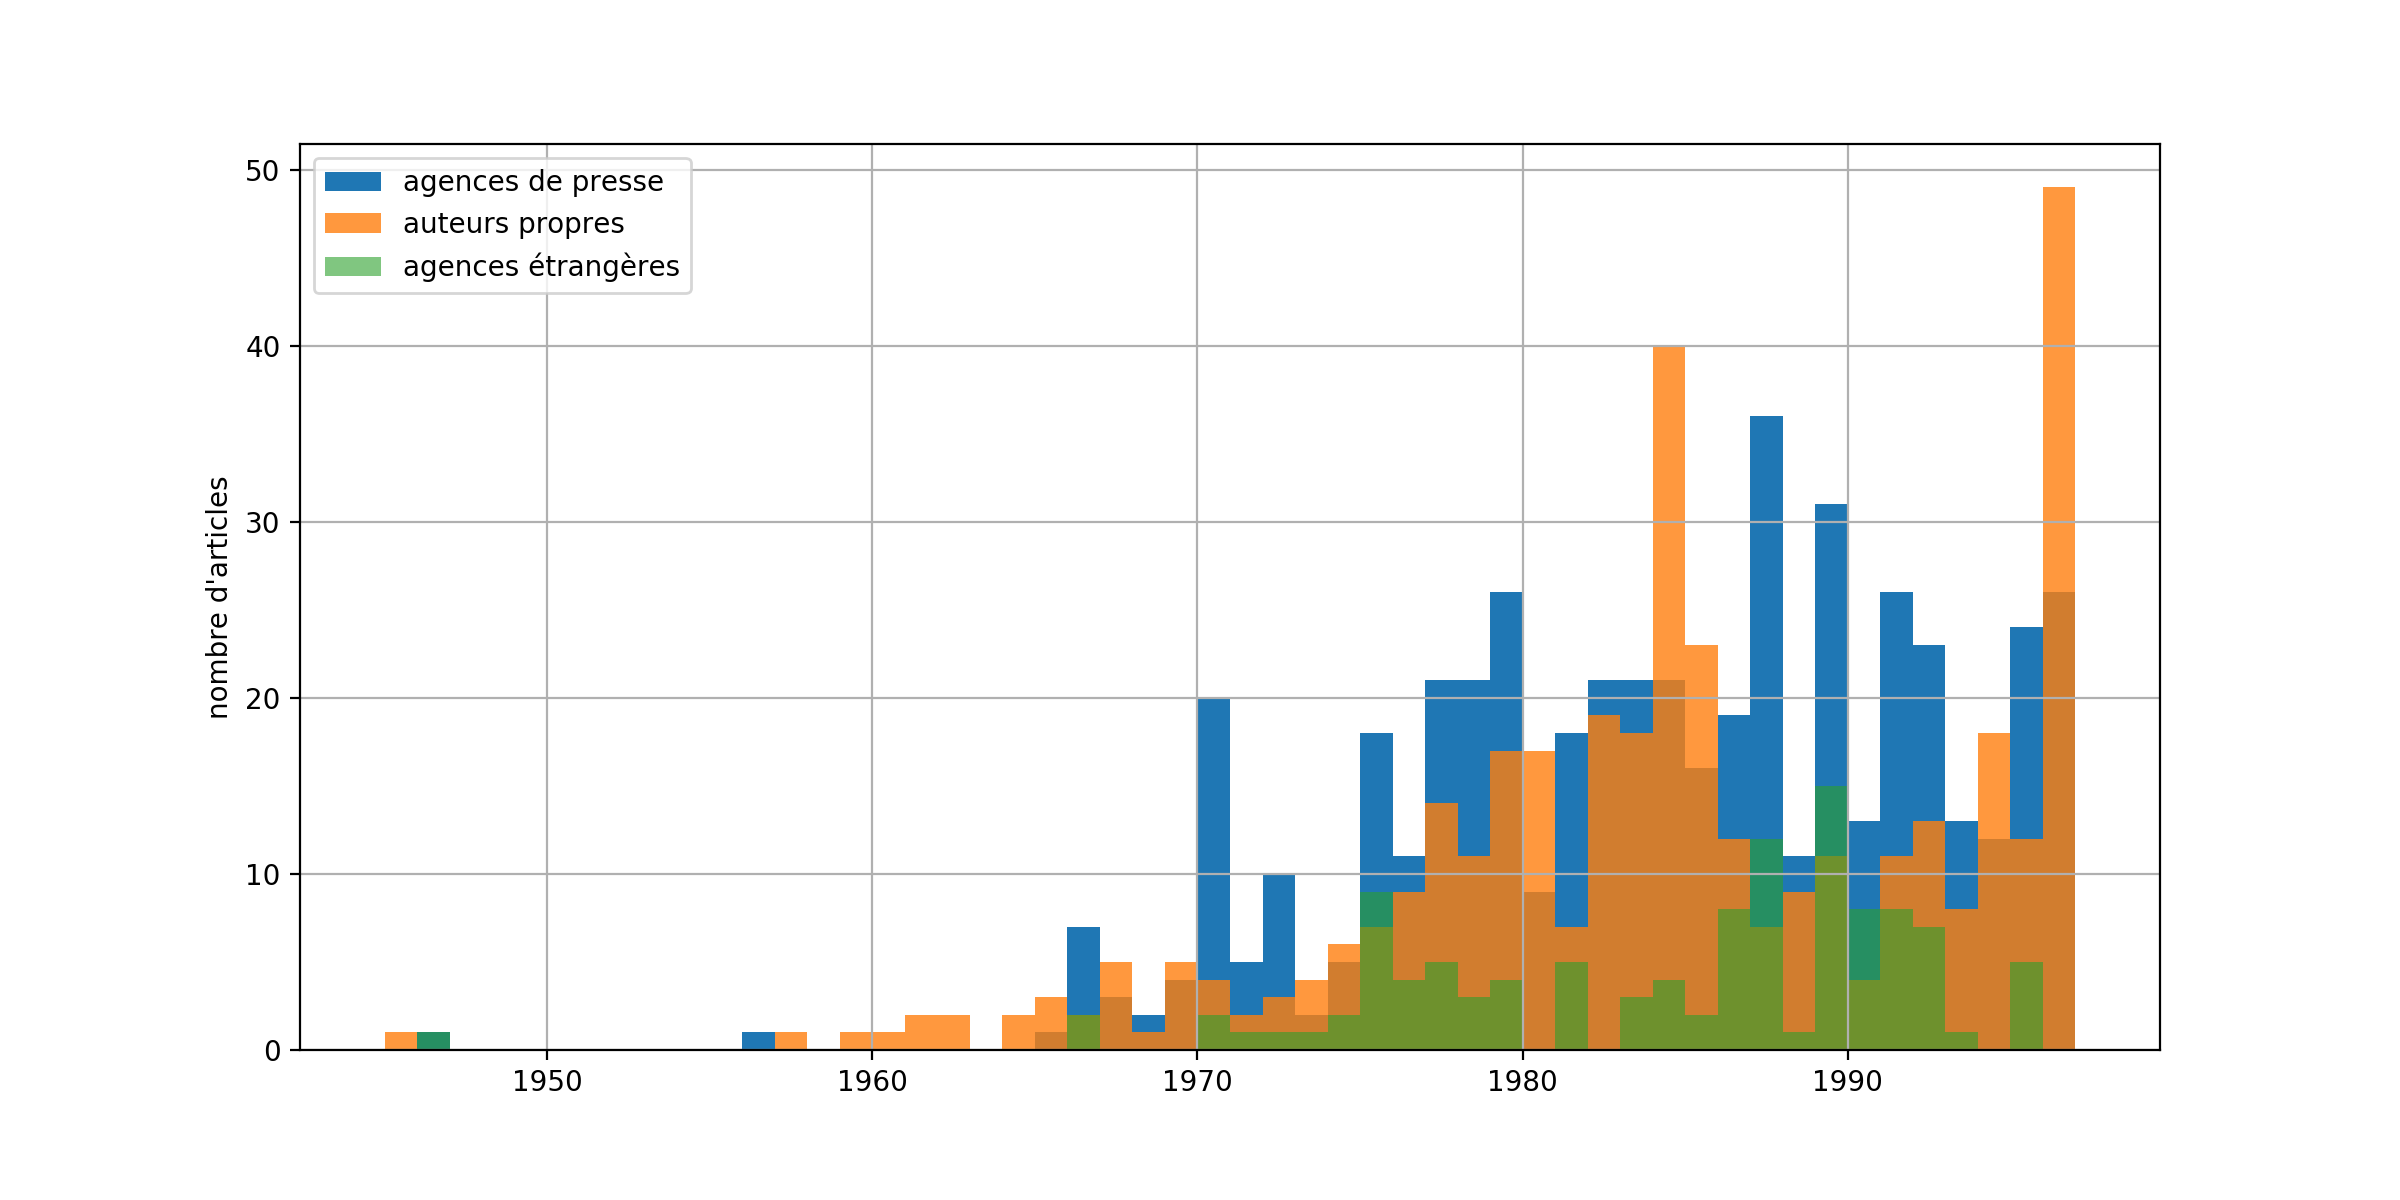 agences de presse
auteurs propres
agences étrangères
nombre d'articles
50
40
30
20
10
0
1950 1960 1970 1980 1990